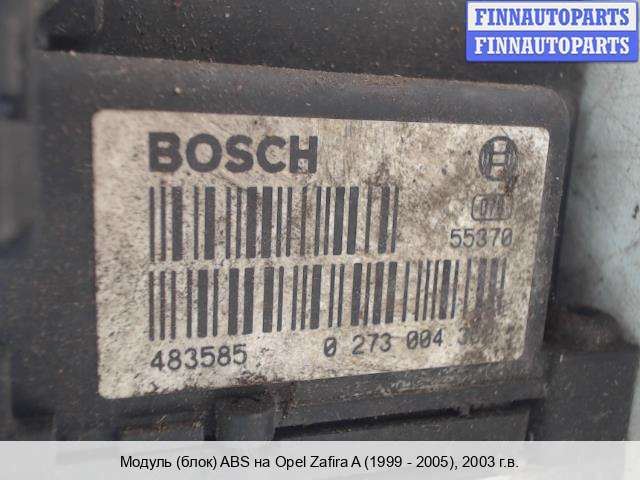 FINNAUTOPARTS
FINNAUTOPARTS
BOSCH
55370
483585 0 273 004
Модуль (блок) ABS на Opel Zafira A (1999 - 2005), 2003 г.в.